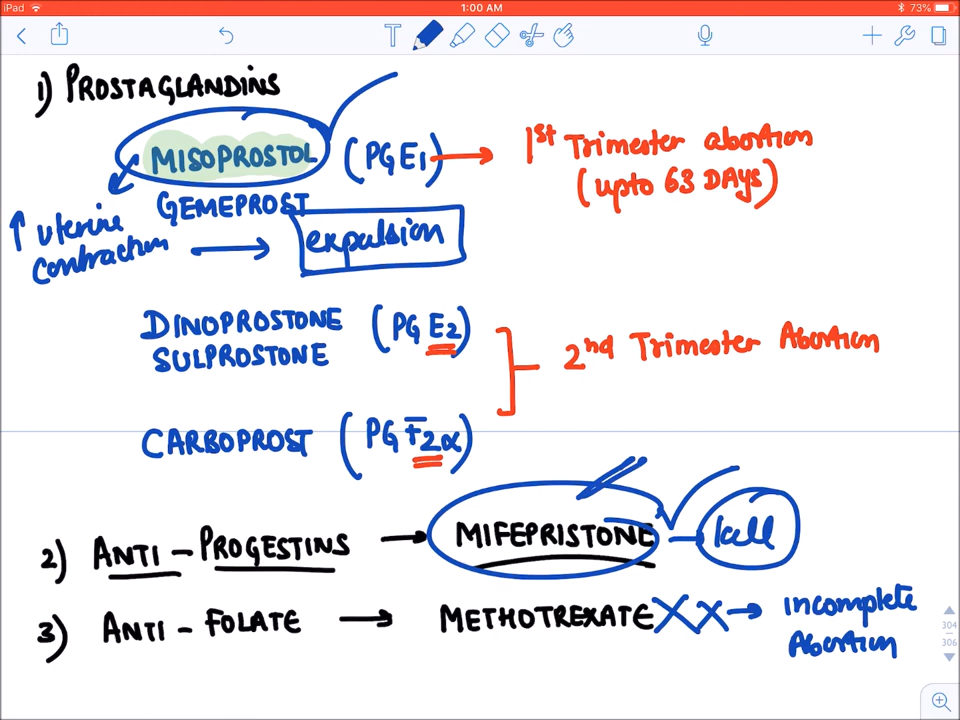 iPad 1:00 AM 73%
1) PROSTAGLANDINS
MISOPROSTOL (PGE1) → 1st Trimester abortion
(upto 63 DAYS)
GEMEPROST
↑ uterine contraction → expulsion
DINOPROSTONE (PG E2)
SULPROSTONE
2nd Trimester Abortion
CARBOPROST (PG F2α)
2) ANTI - PROGESTINS → MIFEPRISTONE → kill
3) ANTI - FOLATE → METHOTREXATE XX → incomplete
Abortion
304
306